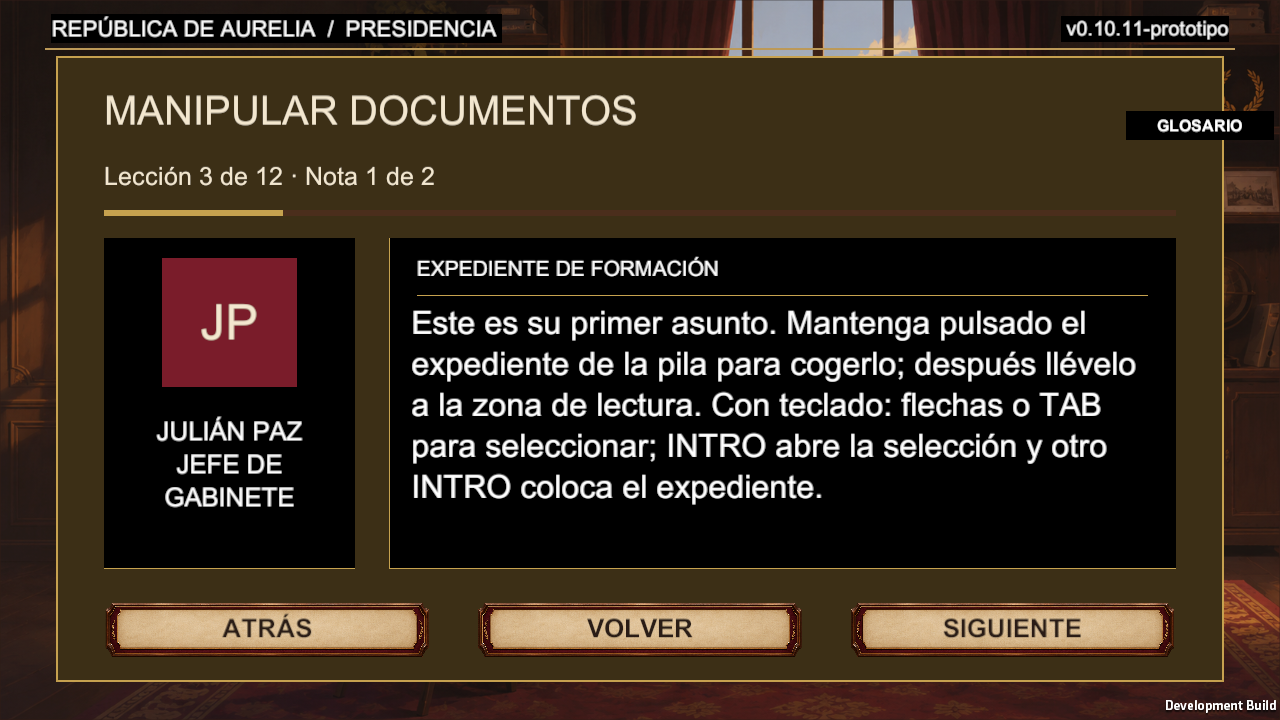 REPÚBLICA DE AURELIA / PRESIDENCIA
v0.10.11-prototipo
MANIPULAR DOCUMENTOS
GLOSARIO
Lección 3 de 12 · Nota 1 de 2
JP
JULIÁN PAZ
JEFE DE
GABINETE
EXPEDIENTE DE FORMACIÓN
Este es su primer asunto. Mantenga pulsado el
expediente de la pila para cogerlo; después llévelo
a la zona de lectura. Con teclado: flechas o TAB
para seleccionar; INTRO abre la selección y otro
INTRO coloca el expediente.
ATRÁS
VOLVER
SIGUIENTE
Development Build